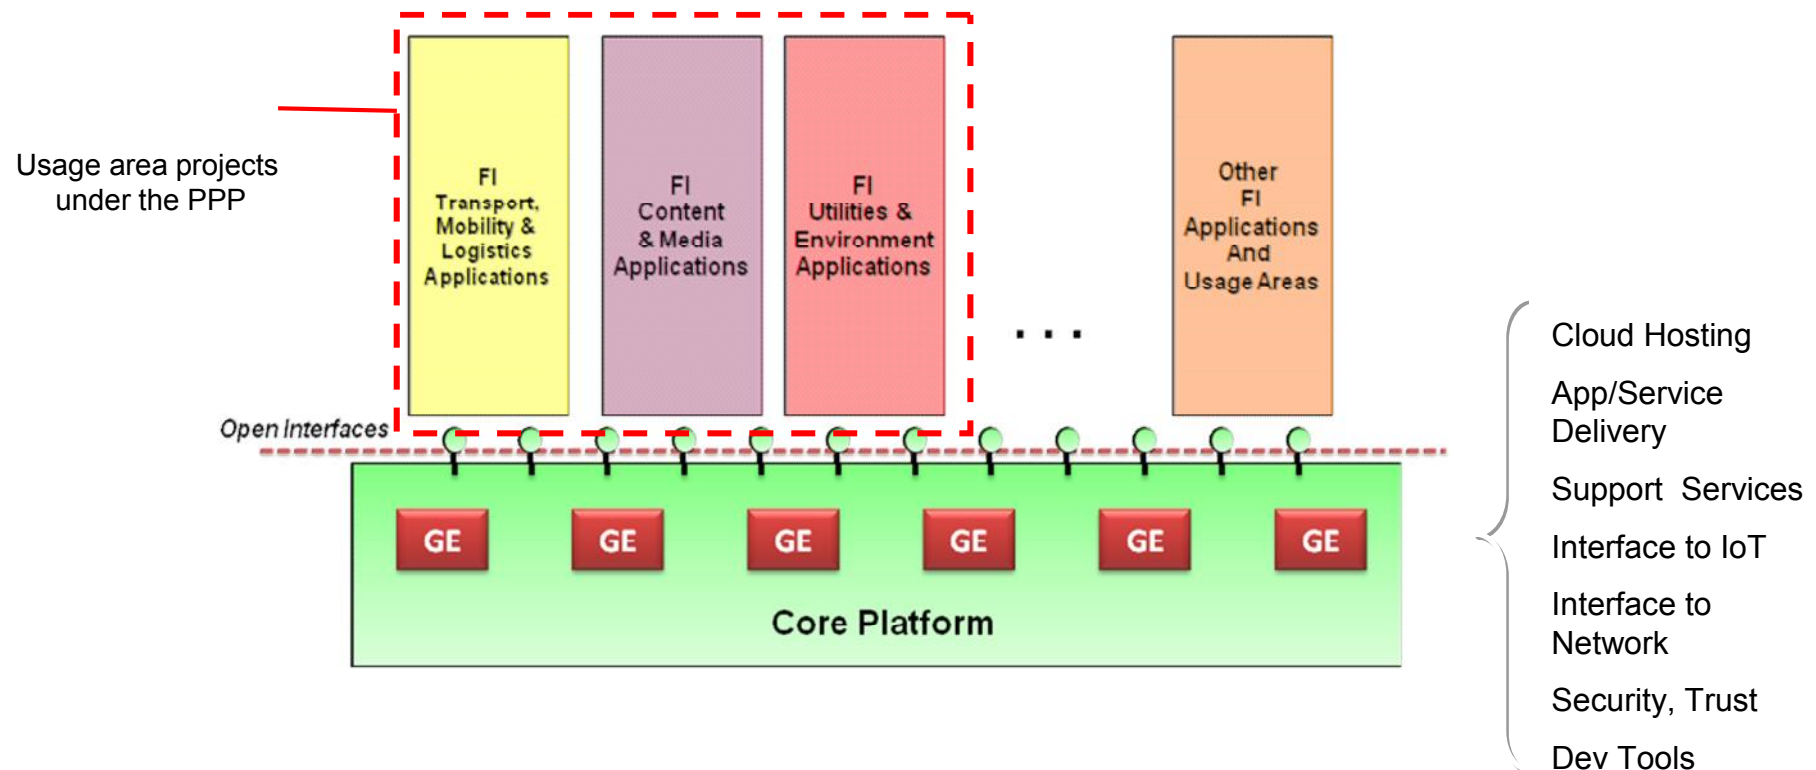 Usage area projects
under the PPP
FI
Transport,
Mobility &
Logistics
Applications
FI
Content
& Media
Applications
FI
Utilities &
Environment
Applications
. . .
Other
FI
Applications
And
Usage Areas
Open Interfaces
GE
GE
GE
GE
GE
GE
Core Platform
Cloud Hosting
App/Service
Delivery
Support Services
Interface to IoT
Interface to
Network
Security, Trust
Dev Tools